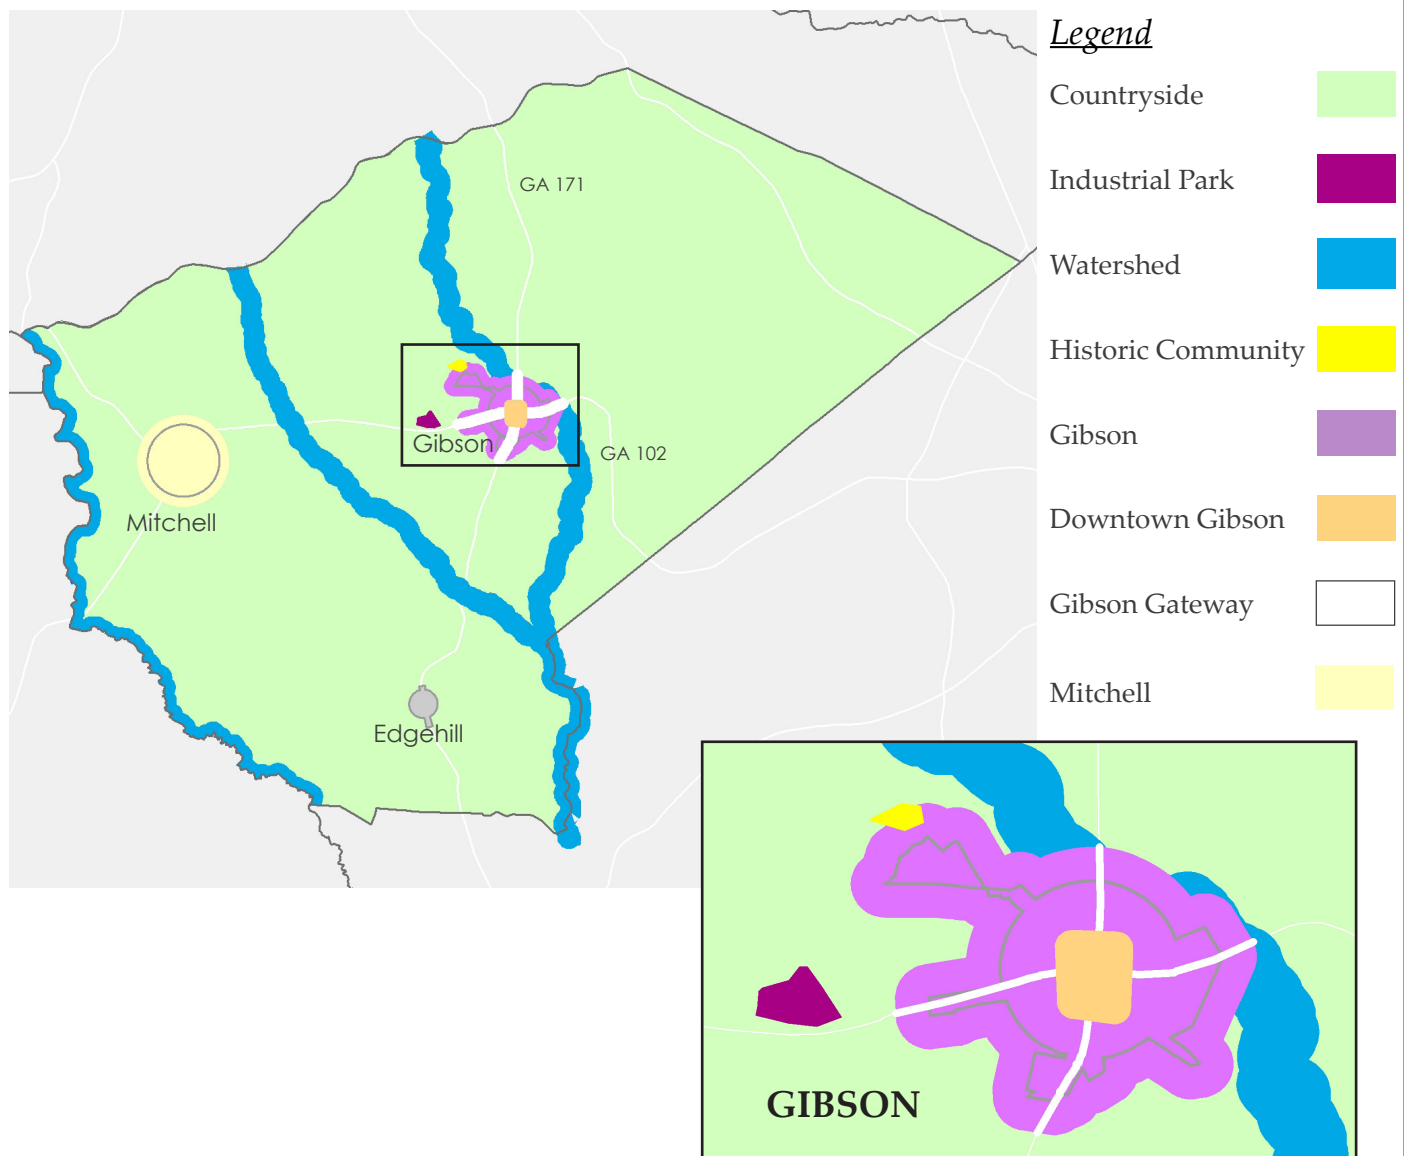 Legend
Countryside
Industrial Park
Watershed
Historic Community
Gibson
Downtown Gibson
Gibson Gateway
Mitchell
GA 171
Gibson
GA 102
Mitchell
Edgehill
GIBSON